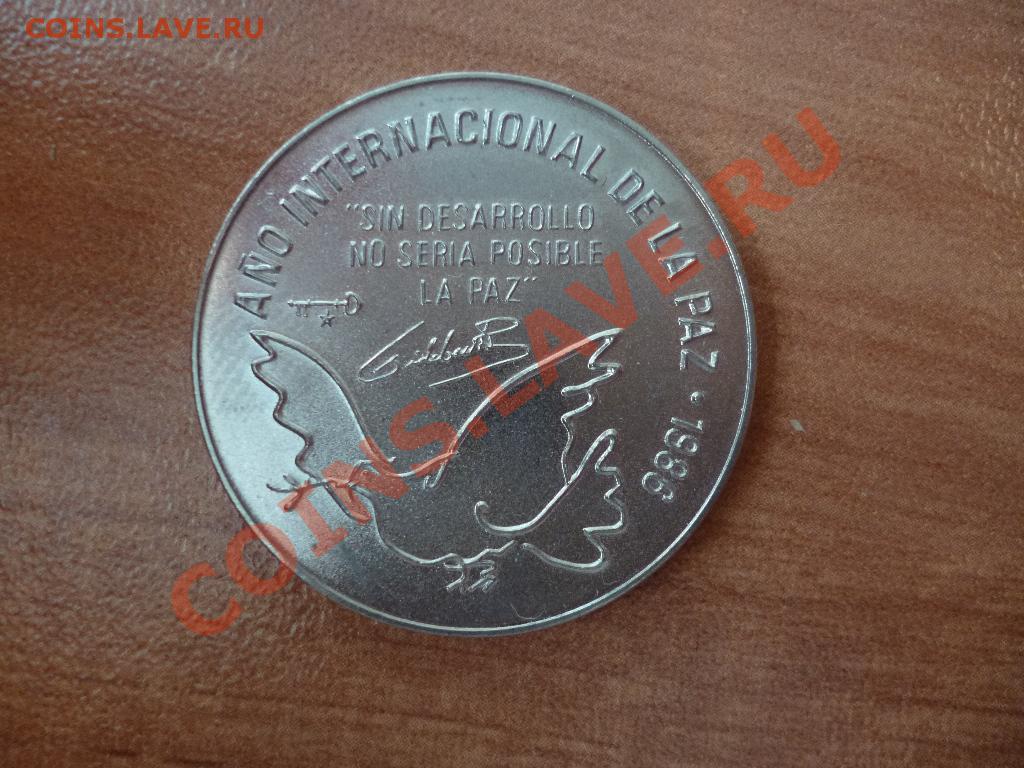 COINS.LAVE.RU
AÑO INTERNACIONAL DE LA PAZ • 1986
"SIN DESARROLLO
NO SERIA POSIBLE
LA PAZ"
COINS.LAVE.RU